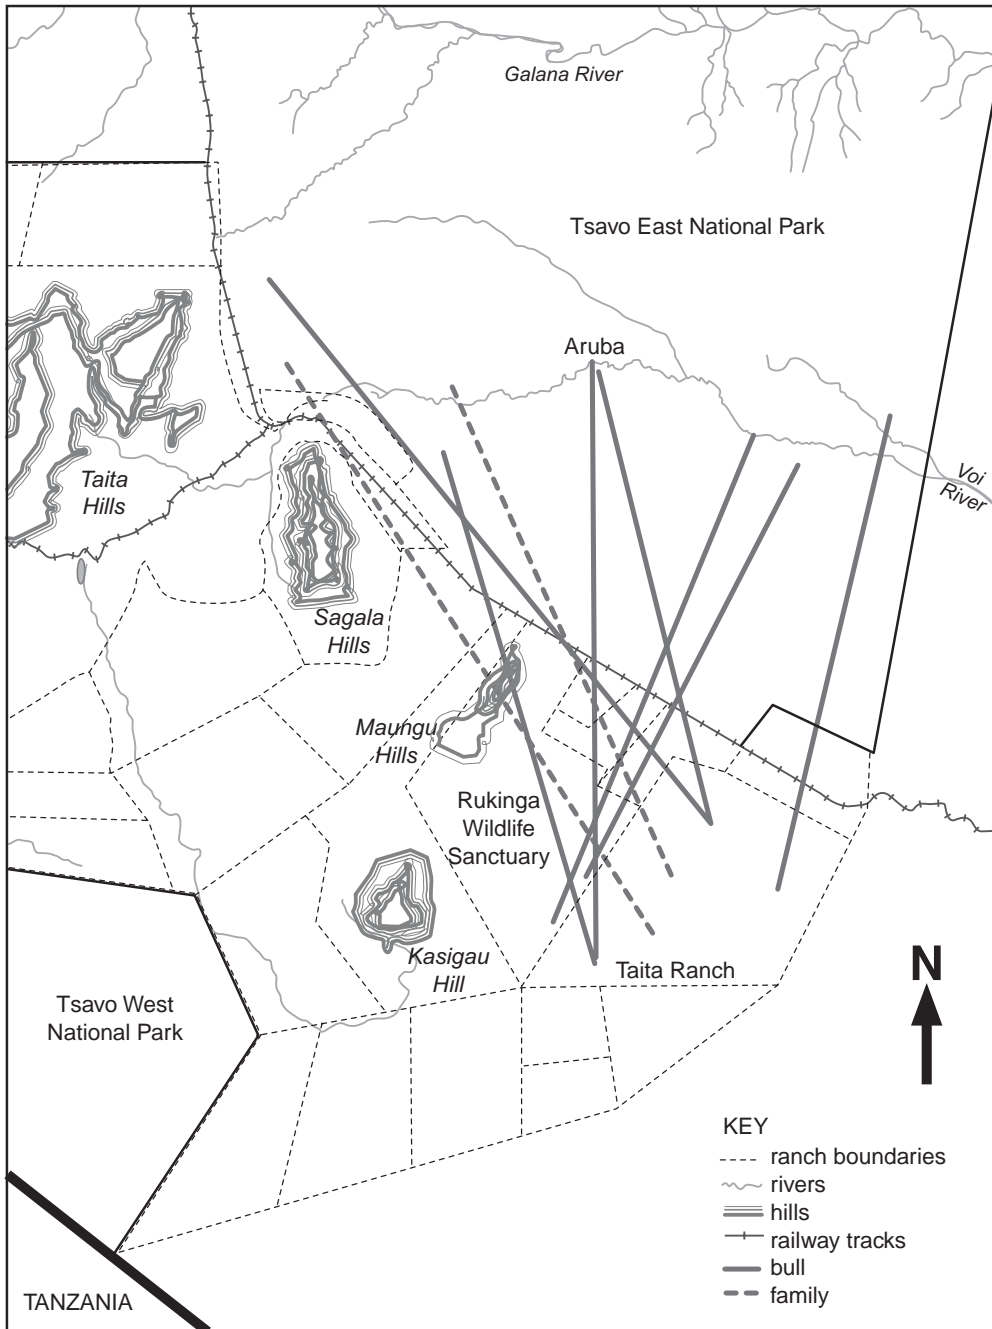 Galana River
Tsavo East National Park
Aruba
Voi
River
Taita
Hills
Sagala
Hills
Maungu
Hills
Rukinga
Wildlife
Sanctuary
Kasigau
Hill
Taita Ranch
Tsavo West
National Park
N
KEY
ranch boundaries
rivers
hills
railway tracks
bull
family
TANZANIA